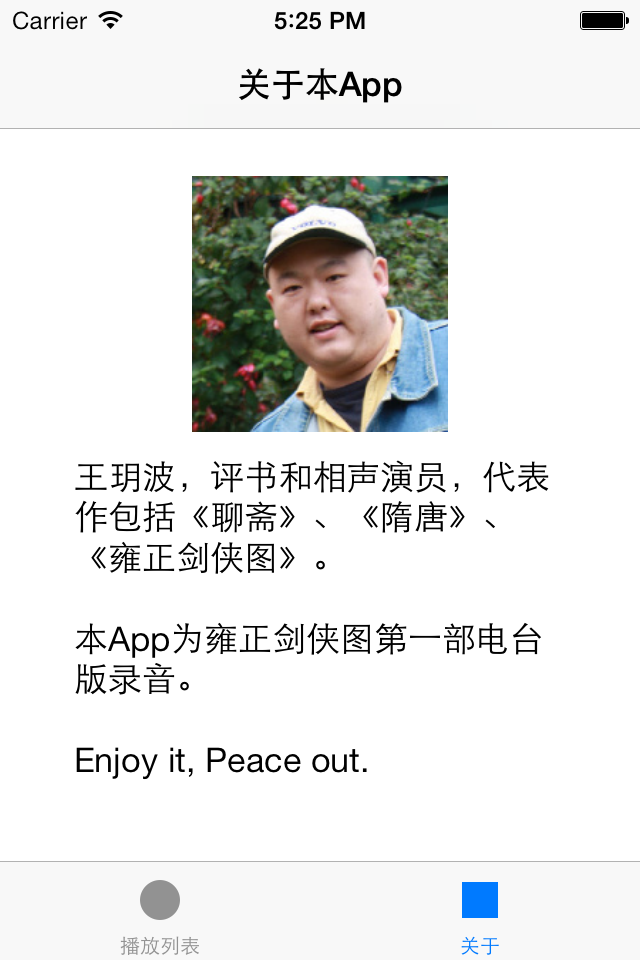 Carrier 5:25 PM
关于本App
VOLVO
王玥波，评书和相声演员，代表
作包括《聊斋》、《隋唐》、
《雍正剑侠图》。
本App为雍正剑侠图第一部电台
版录音。
Enjoy it, Peace out.
播放列表 关于